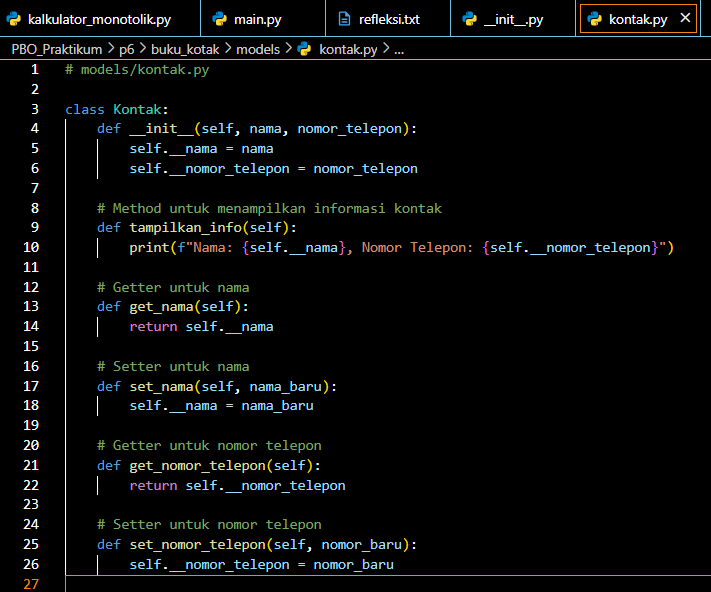 kalkulator_monotolik.py main.py refleksi.txt __init__.py kontak.py ×
PBO_Praktikum > p6 > buku_kotak > models > kontak.py > ...
1 # models/kontak.py
2
3 class Kontak:
4     def __init__(self, nama, nomor_telepon):
5         self.__nama = nama
6         self.__nomor_telepon = nomor_telepon
7
8     # Method untuk menampilkan informasi kontak
9     def tampilkan_info(self):
10         print(f"Nama: {self.__nama}, Nomor Telepon: {self.__nomor_telepon}")
11
12     # Getter untuk nama
13     def get_nama(self):
14         return self.__nama
15
16     # Setter untuk nama
17     def set_nama(self, nama_baru):
18         self.__nama = nama_baru
19
20     # Getter untuk nomor telepon
21     def get_nomor_telepon(self):
22         return self.__nomor_telepon
23
24     # Setter untuk nomor telepon
25     def set_nomor_telepon(self, nomor_baru):
26         self.__nomor_telepon = nomor_baru
27